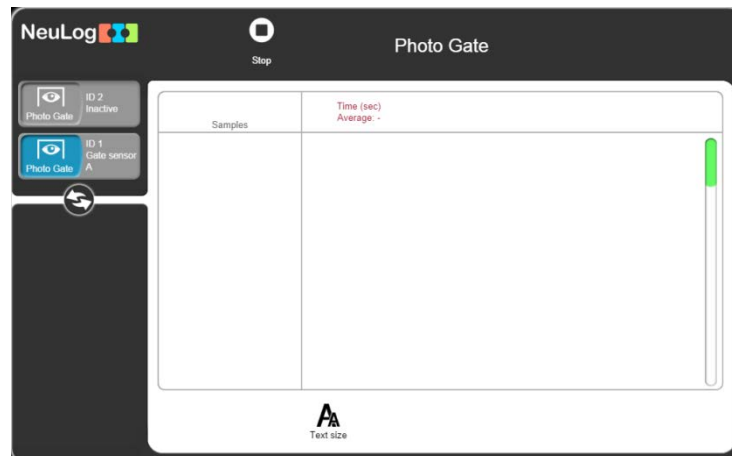 NeuLog
Stop
Photo Gate
Photo Gate
ID 2
Inactive
Photo Gate
ID 1
Gate sensor
A
Samples
Time (sec)
Average: -
AA
Text size